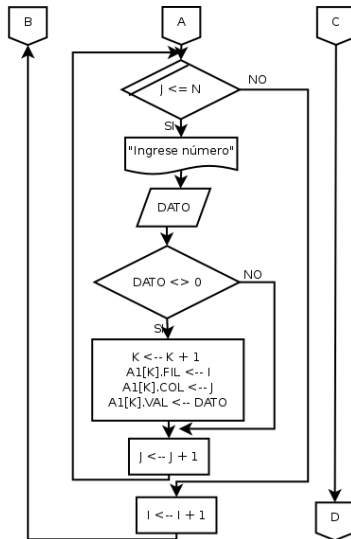 B
A
C
J <= N
NO
SI
"Ingrese número"
DATO
DATO <> 0
NO
SI
K <-- K + 1
A1[K].FIL <-- I
A1[K].COL <-- J
A1[K].VAL <-- DATO
J <-- J + 1
I <-- I + 1
D